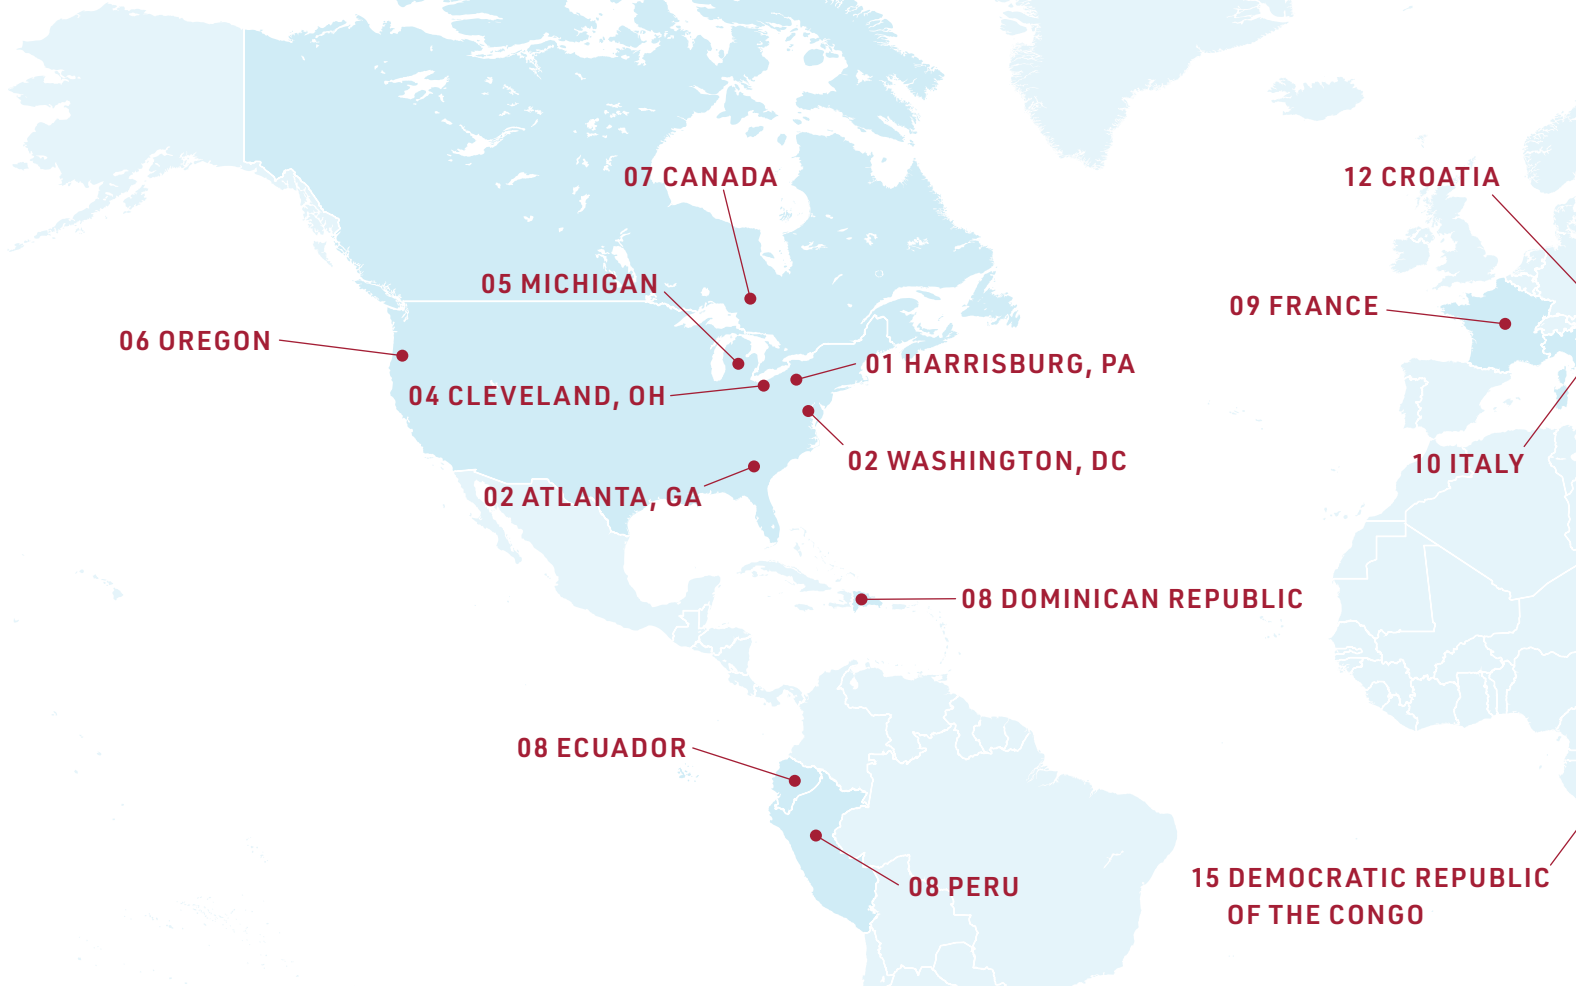 07 CANADA
12 CROATIA
05 MICHIGAN
09 FRANCE
06 OREGON
01 HARRISBURG, PA
04 CLEVELAND, OH
02 WASHINGTON, DC
10 ITALY
02 ATLANTA, GA
08 DOMINICAN REPUBLIC
08 ECUADOR
08 PERU
15 DEMOCRATIC REPUBLIC
OF THE CONGO